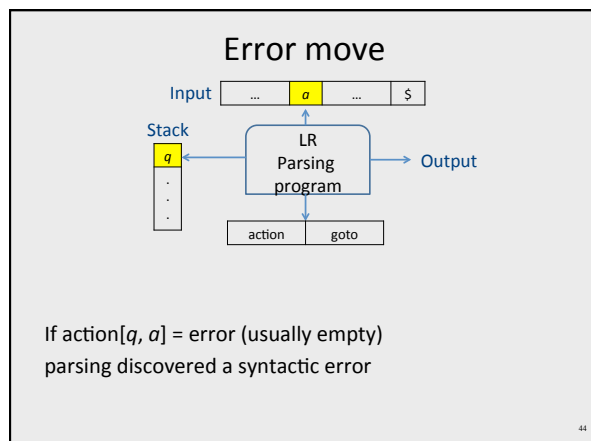 Error move
Input … a … $
Stack
q
.
.
.
LR
Parsing
program
Output
action goto
If action[q, a] = error (usually empty)
parsing discovered a syntactic error
44